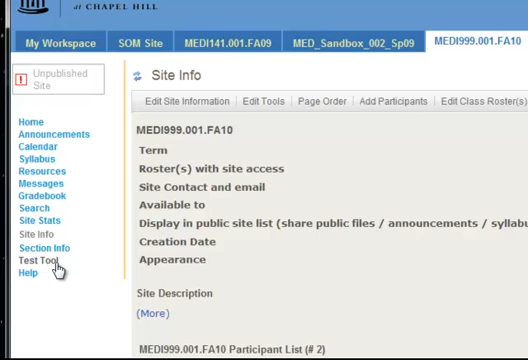 at CHAPEL HILL
My Workspace SOM Site MEDI141.001.FA09 MED_Sandbox_002_Sp09 MEDI999.001.FA10
Unpublished
Site
Site Info
Edit Site Information Edit Tools Page Order Add Participants Edit Class Roster(s)
Home
Announcements
Calendar
Syllabus
Resources
Messages
Gradebook
Search
Site Stats
Site Info
Section Info
Test Tool
Help
MEDI999.001.FA10
Term
Roster(s) with site access
Site Contact and email
Available to
Display in public site list (share public files / announcements / syllabu
Creation Date
Appearance
Site Description
(More)
MEDI999.001.FA10 Participant List (# 2)